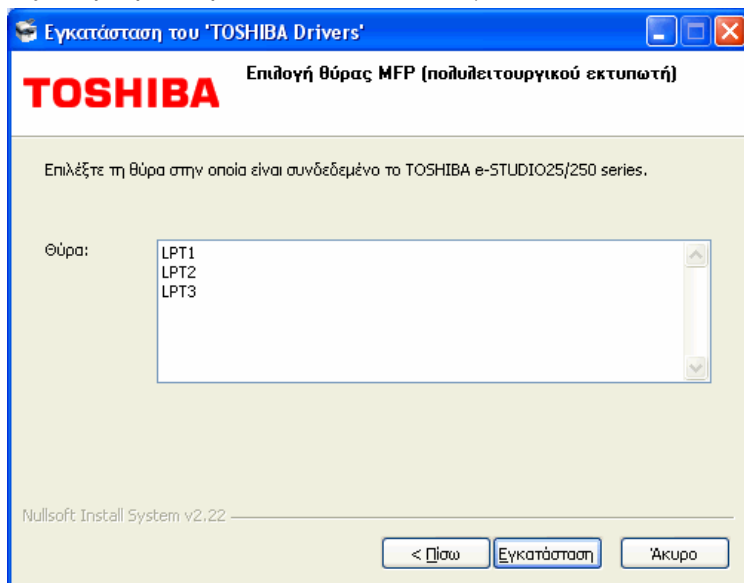 Εγκατάσταση του 'TOSHIBA Drivers'
TOSHIBA
Επιλογή θύρας MFP (πολυλειτουργικού εκτυπωτή)
Επιλέξτε τη θύρα στην οποία είναι συνδεδεμένο το TOSHIBA e-STUDIO25/250 series.
Θύρα:
LPT1
LPT2
LPT3
Nullsoft Install System v2.22
< Πίσω
Εγκατάσταση
Άκυρο